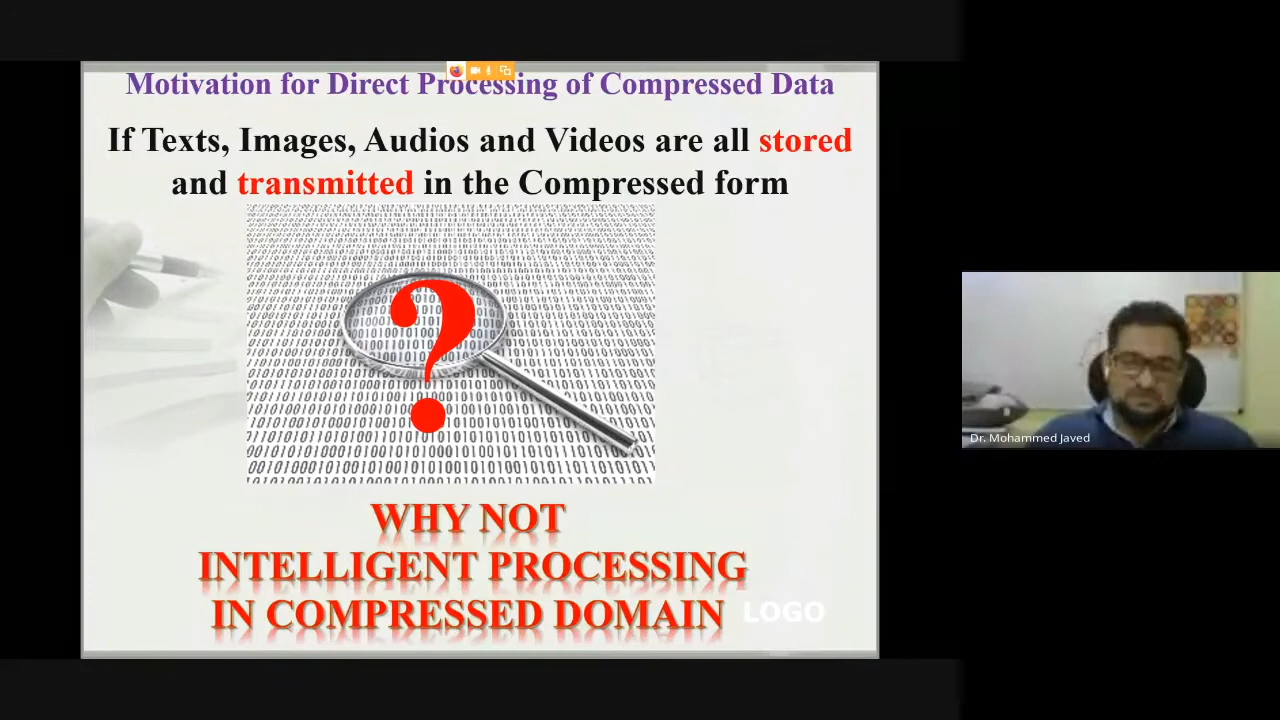 Motivation for Direct Processing of Compressed Data
If Texts, Images, Audios and Videos are all stored
and transmitted in the Compressed form
?
WHY NOT
INTELLIGENT PROCESSING
IN COMPRESSED DOMAIN
LOGO
Dr. Mohammed Javed